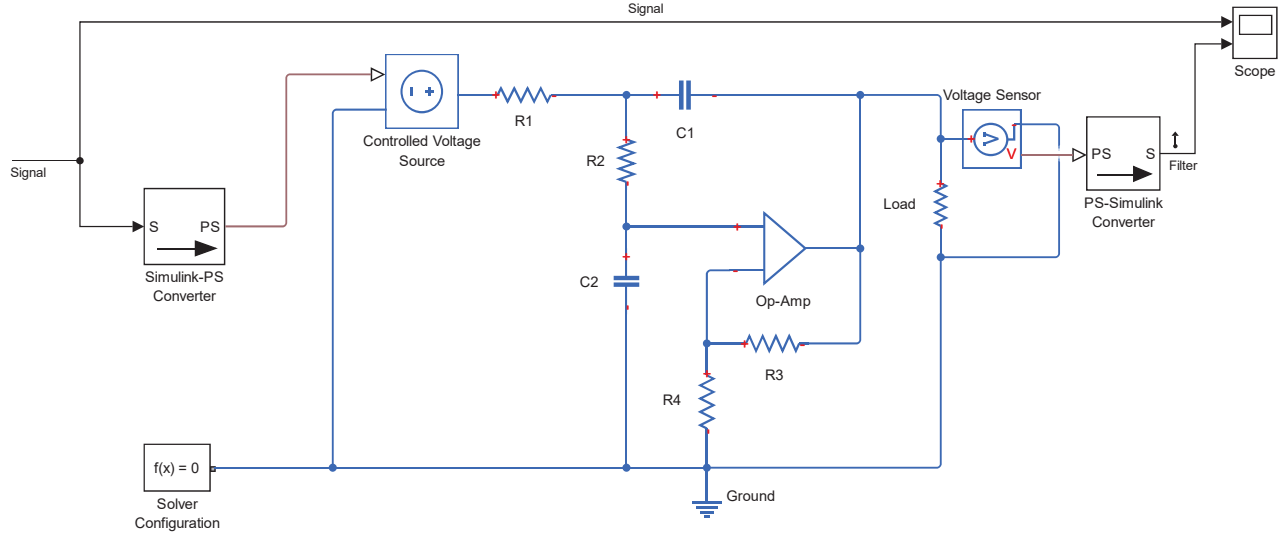 Signal
Scope
Voltage Sensor
V
V
Controlled Voltage
Source
R1
C1
R2
Load
PS S
Filter
PS-Simulink
Converter
Signal
S PS
Simulink-PS
Converter
C2
Op-Amp
R3
R4
f(x) = 0
Solver
Configuration
Ground